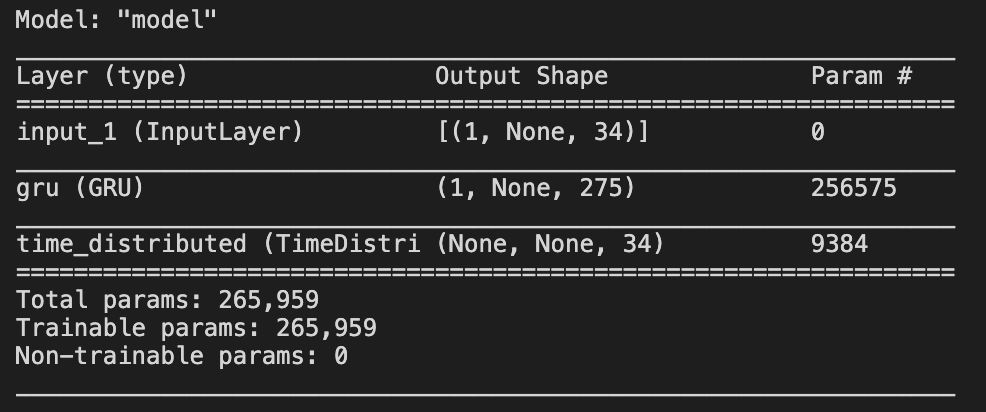 Model: "model"
Layer (type) Output Shape Param #
input_1 (InputLayer) [(1, None, 34)] 0
gru (GRU) (1, None, 275) 256575
time_distributed (TimeDistri (None, None, 34) 9384
Total params: 265,959
Trainable params: 265,959
Non-trainable params: 0